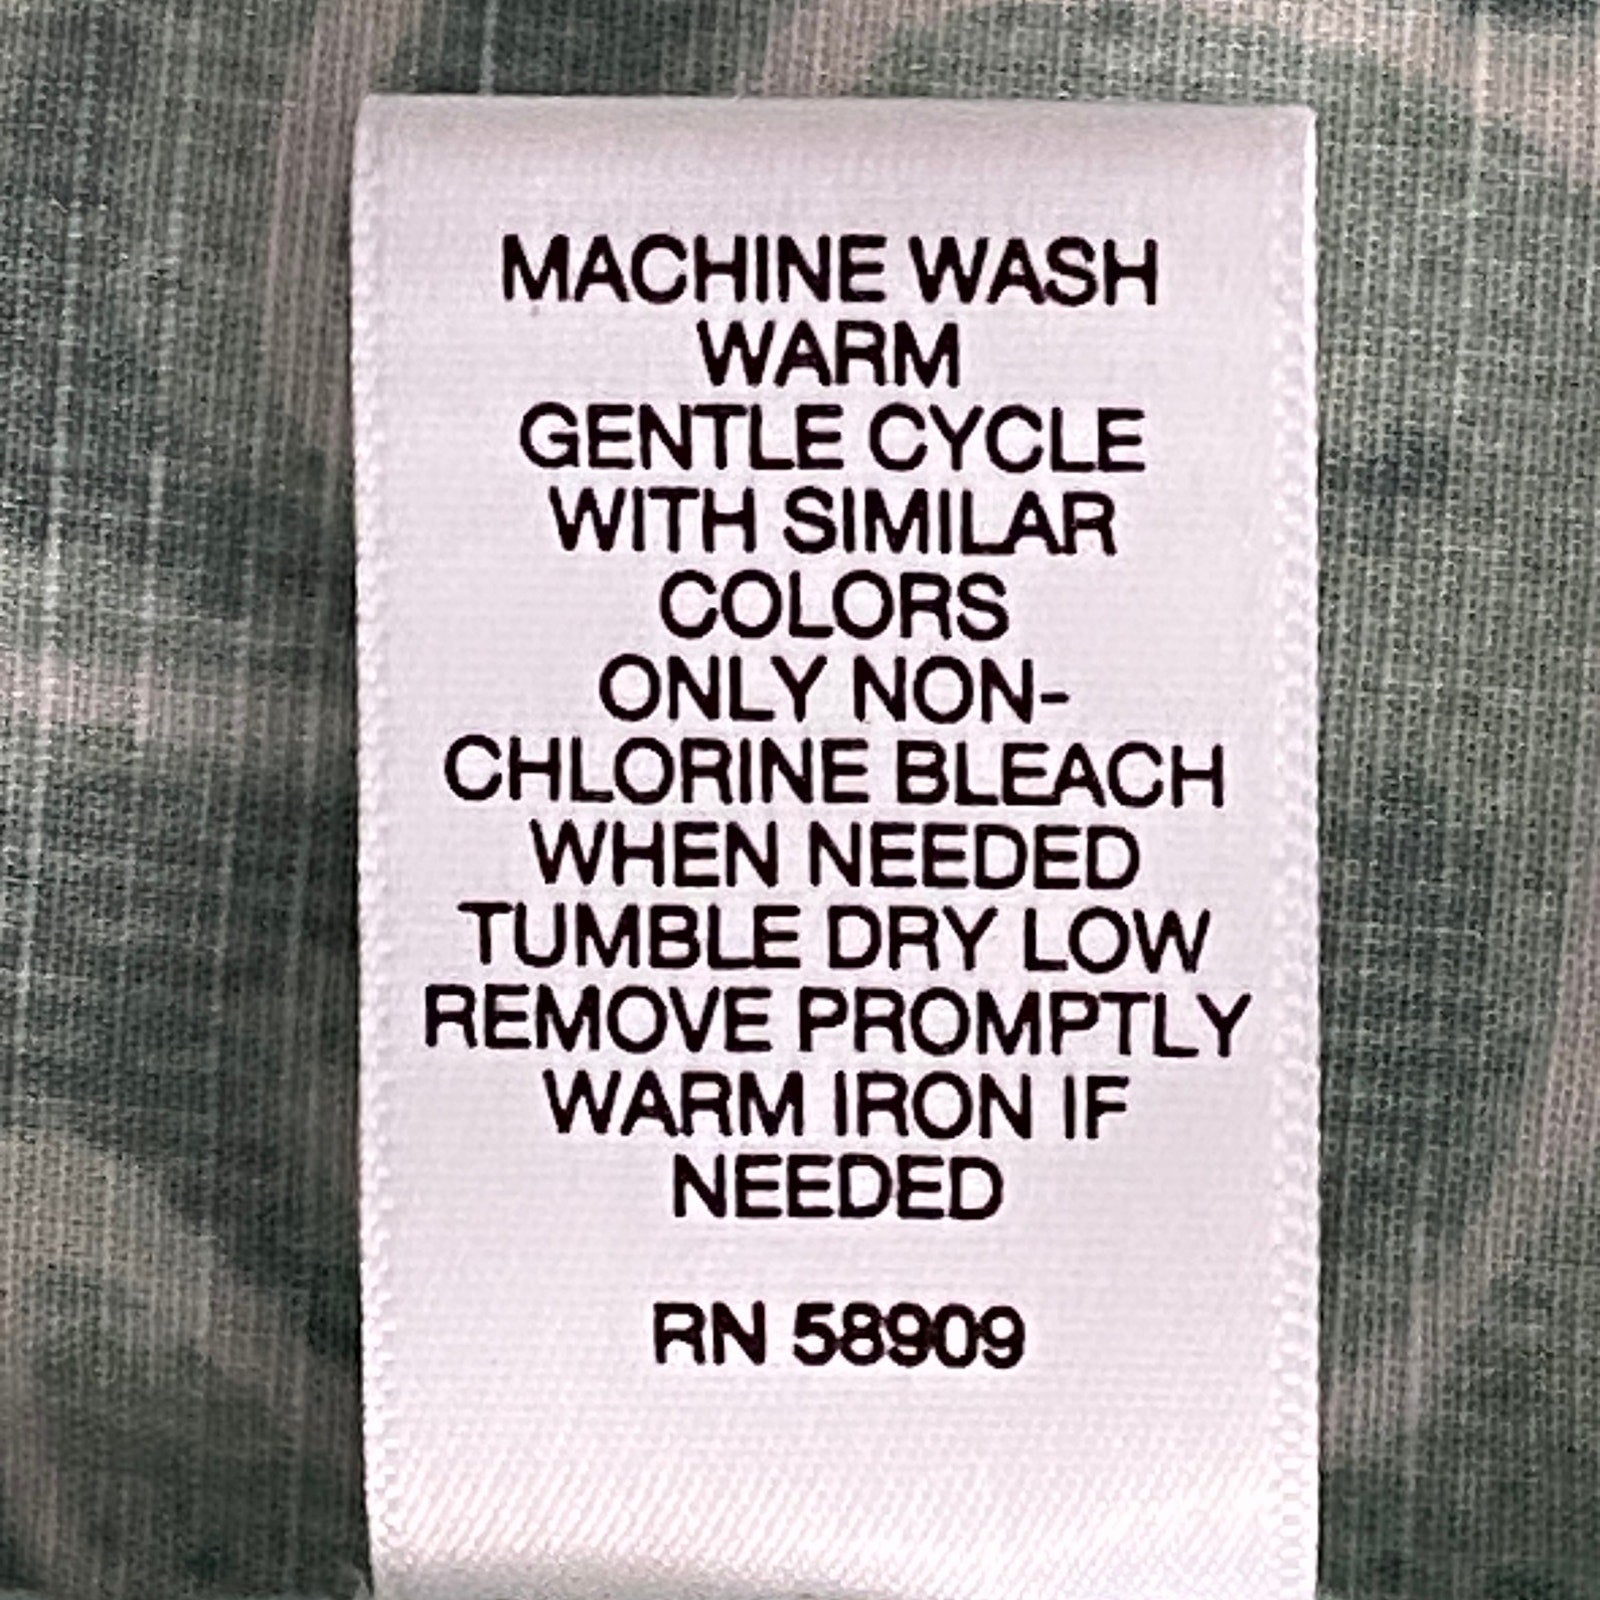 MACHINE WASH
WARM
GENTLE CYCLE
WITH SIMILAR
COLORS
ONLY NON-
CHLORINE BLEACH
WHEN NEEDED
TUMBLE DRY LOW
REMOVE PROMPTLY
WARM IRON IF
NEEDED
RN 58909